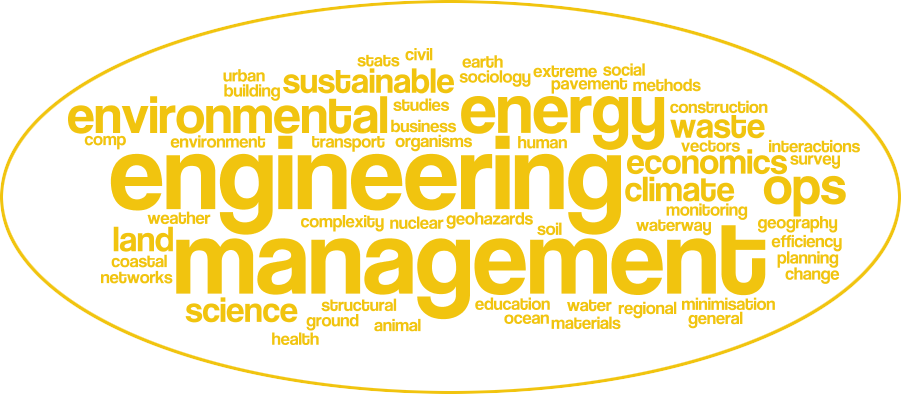 stats civil
urban sustainable sociology earth extreme social
building pavement methods
environmental studies energy construction
business waste
comp environment transport organisms human vectors interactions
engineering economics survey
climate ops
monitoring
weather complexity nuclear geohazards soil waterway geography
land management efficiency
coastal planning
networks change
science structural education water regional minimisation
ground animal ocean materials general
health